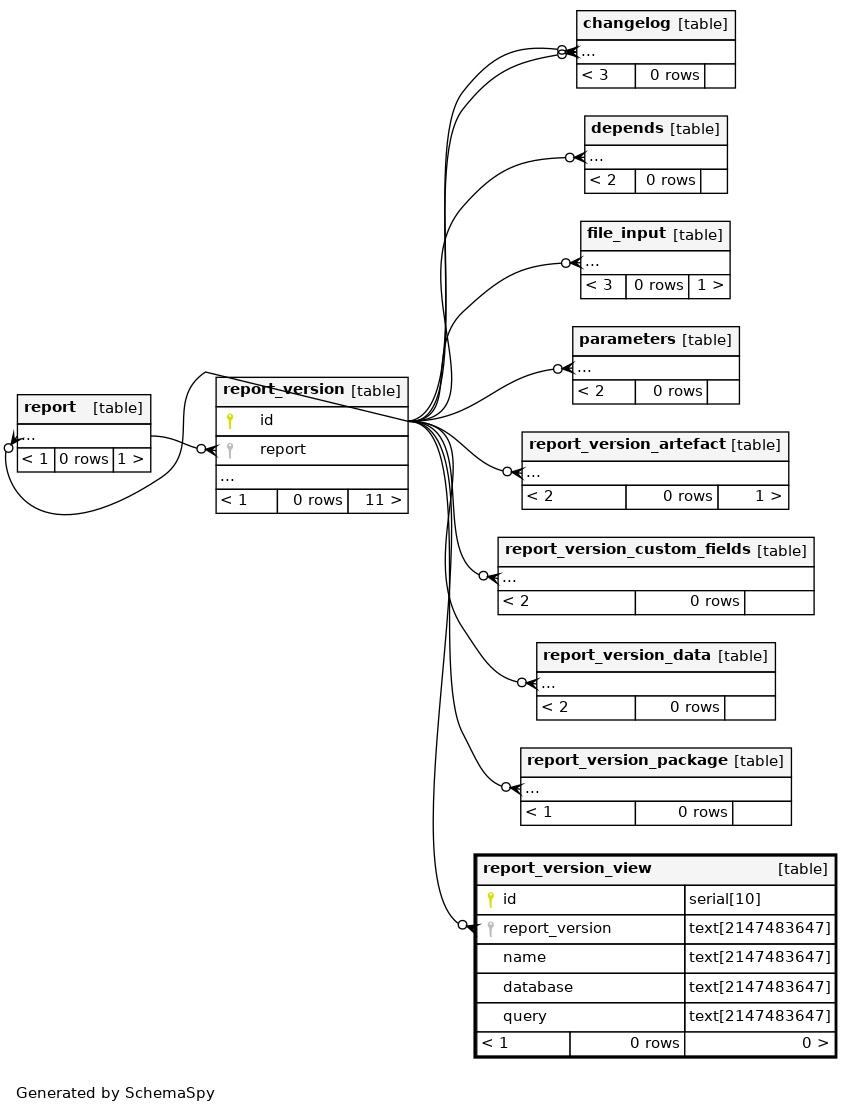 changelog [table]
...
< 3 0 rows
depends [table]
...
< 2 0 rows
file_input [table]
...
< 3 0 rows 1 >
parameters [table]
...
< 2 0 rows
report [table]
...
< 1 0 rows 1 >
report_version [table]
id
report
...
< 1 0 rows 11 >
report_version_artefact [table]
...
< 2 0 rows 1 >
report_version_custom_fields [table]
...
< 2 0 rows
report_version_data [table]
...
< 2 0 rows
report_version_package [table]
...
< 1 0 rows
report_version_view [table]
id serial[10]
report_version text[2147483647]
name text[2147483647]
database text[2147483647]
query text[2147483647]
< 1 0 rows 0 >
Generated by SchemaSpy